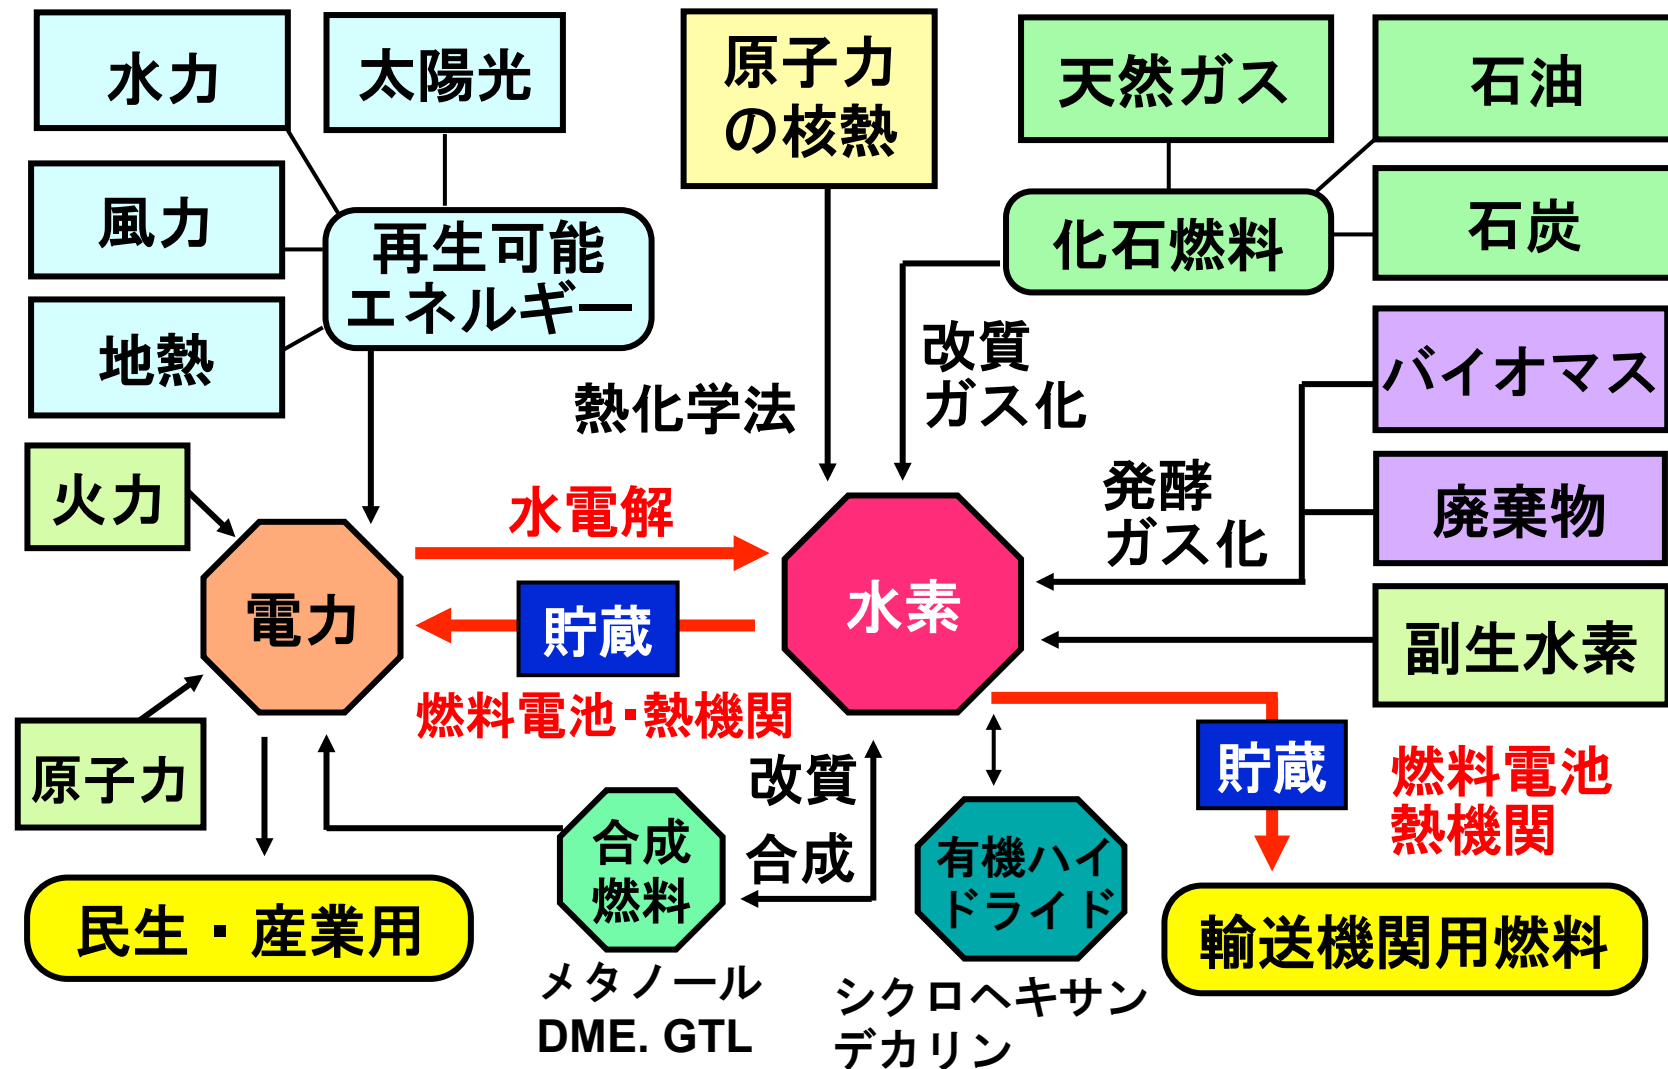 水力
太陽光
原子力
の核熱
天然ガス
石油
風力
再生可能
エネルギー
化石燃料
石炭
地熱
熱化学法
改質
ガス化
バイオマス
火力
水電解
発酵
ガス化
廃棄物
電力
貯蔵
水素
副生水素
燃料電池・熱機関
原子力
改質
合成
貯蔵
燃料電池
熱機関
合成
燃料
有機ハイ
ドライド
民生・産業用
輸送機関用燃料
メタノール
DME. GTL
シクロヘキサン
デカリン